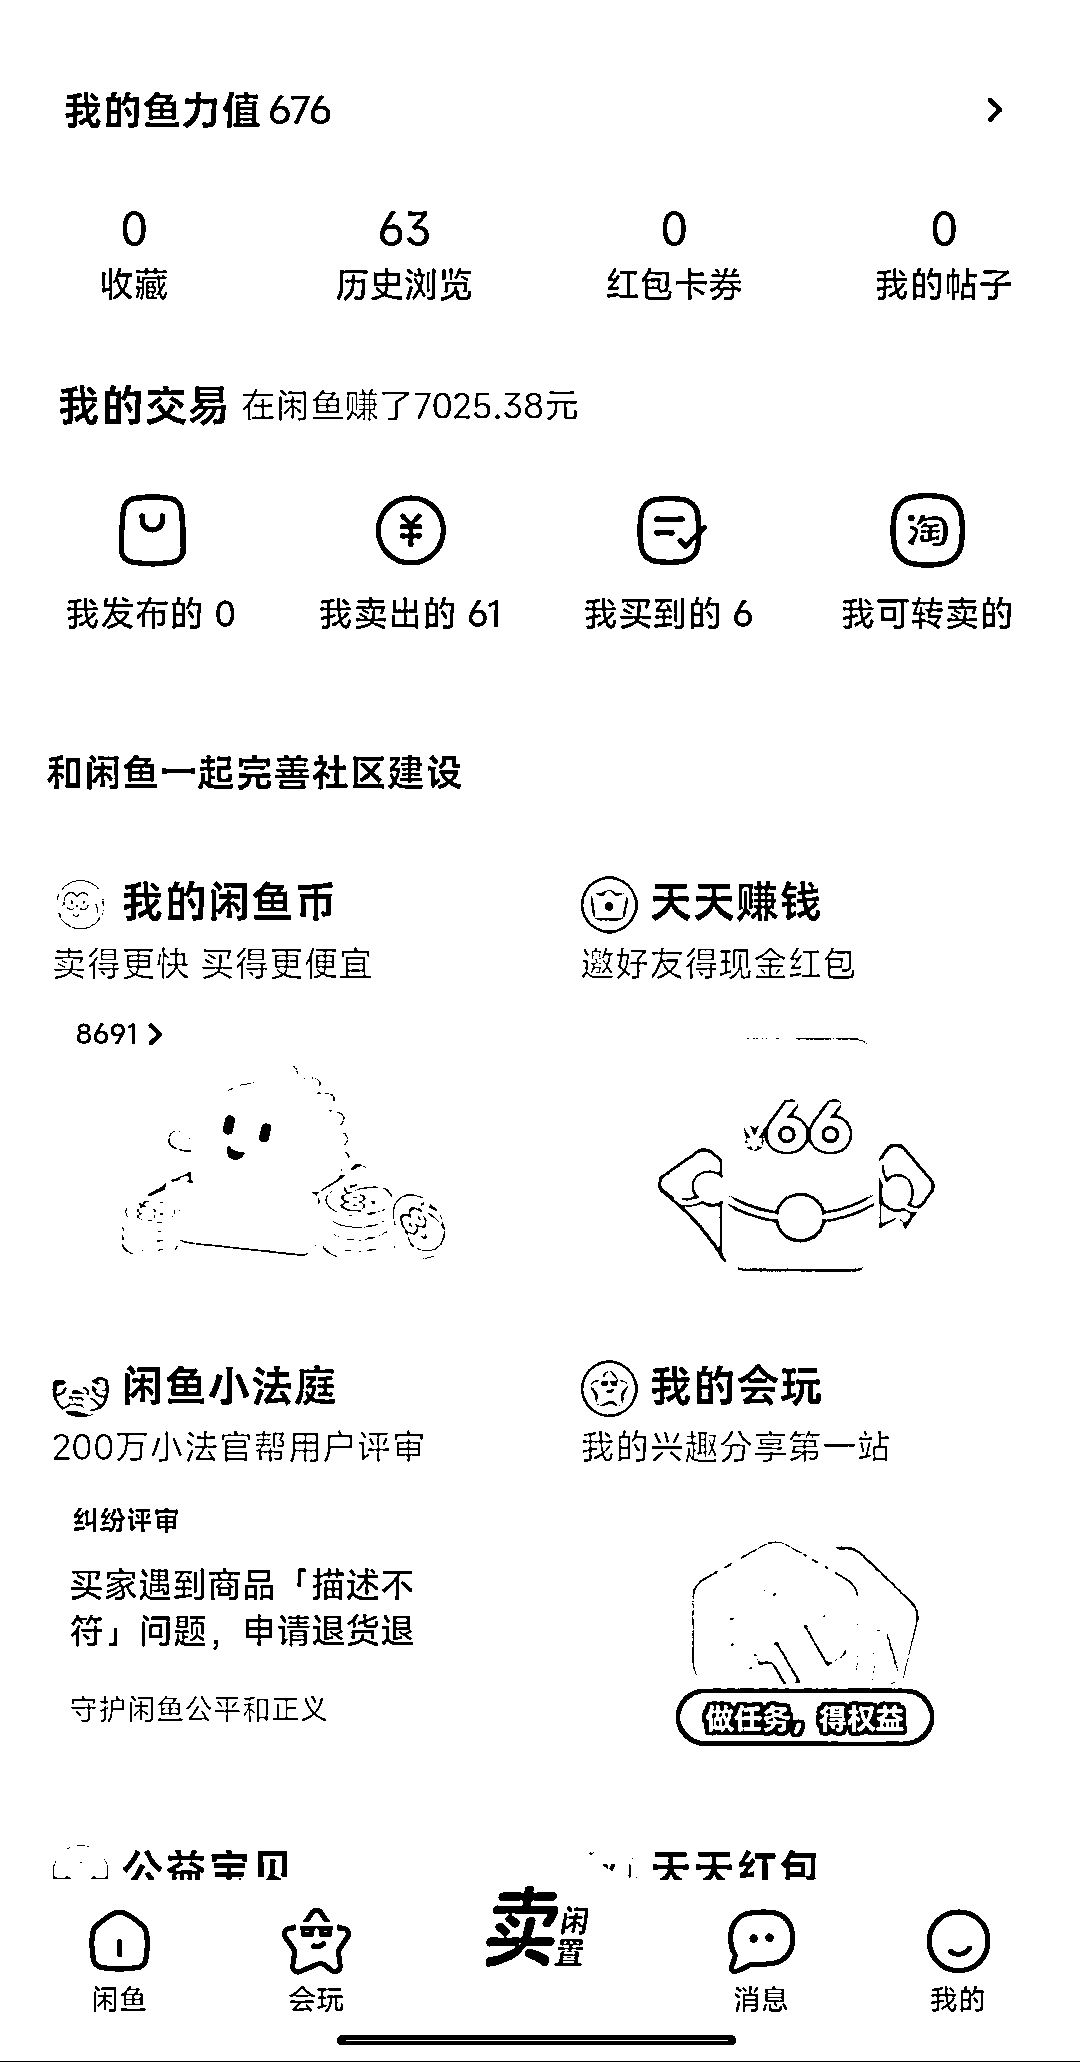 我的鱼力值 676
0 63 0 0
收藏 历史浏览 红包卡券 我的帖子
我的交易 在闲鱼赚了7025.38元
淘
我发布的 0 我卖出的 61 我买到的 6 我可转卖的
和闲鱼一起完善社区建设
我的闲鱼币 天天赚钱
卖得更快 买得更便宜 邀好友得现金红包
8691
66
闲鱼小法庭 我的会玩
200万小法官帮用户评审 我的兴趣分享第一站
纠纷评审
买家遇到商品「描述不
符」问题，申请退货退
守护闲鱼公平和正义
做任务，得权益
公益宝贝 天天红包
卖闲置
闲鱼 会玩 消息 我的